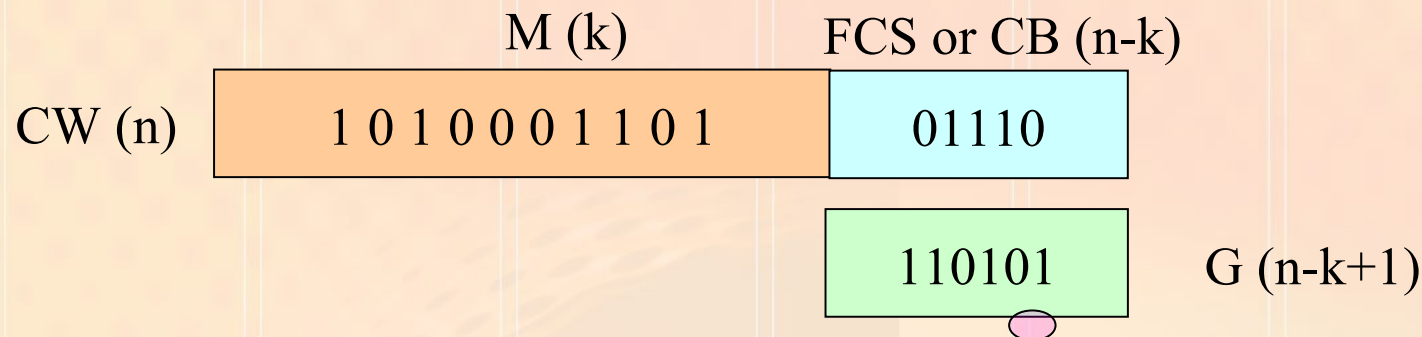 M (k) FCS or CB (n-k)
CW (n) 1 0 1 0 0 0 1 1 0 1 01110
110101 G (n-k+1)